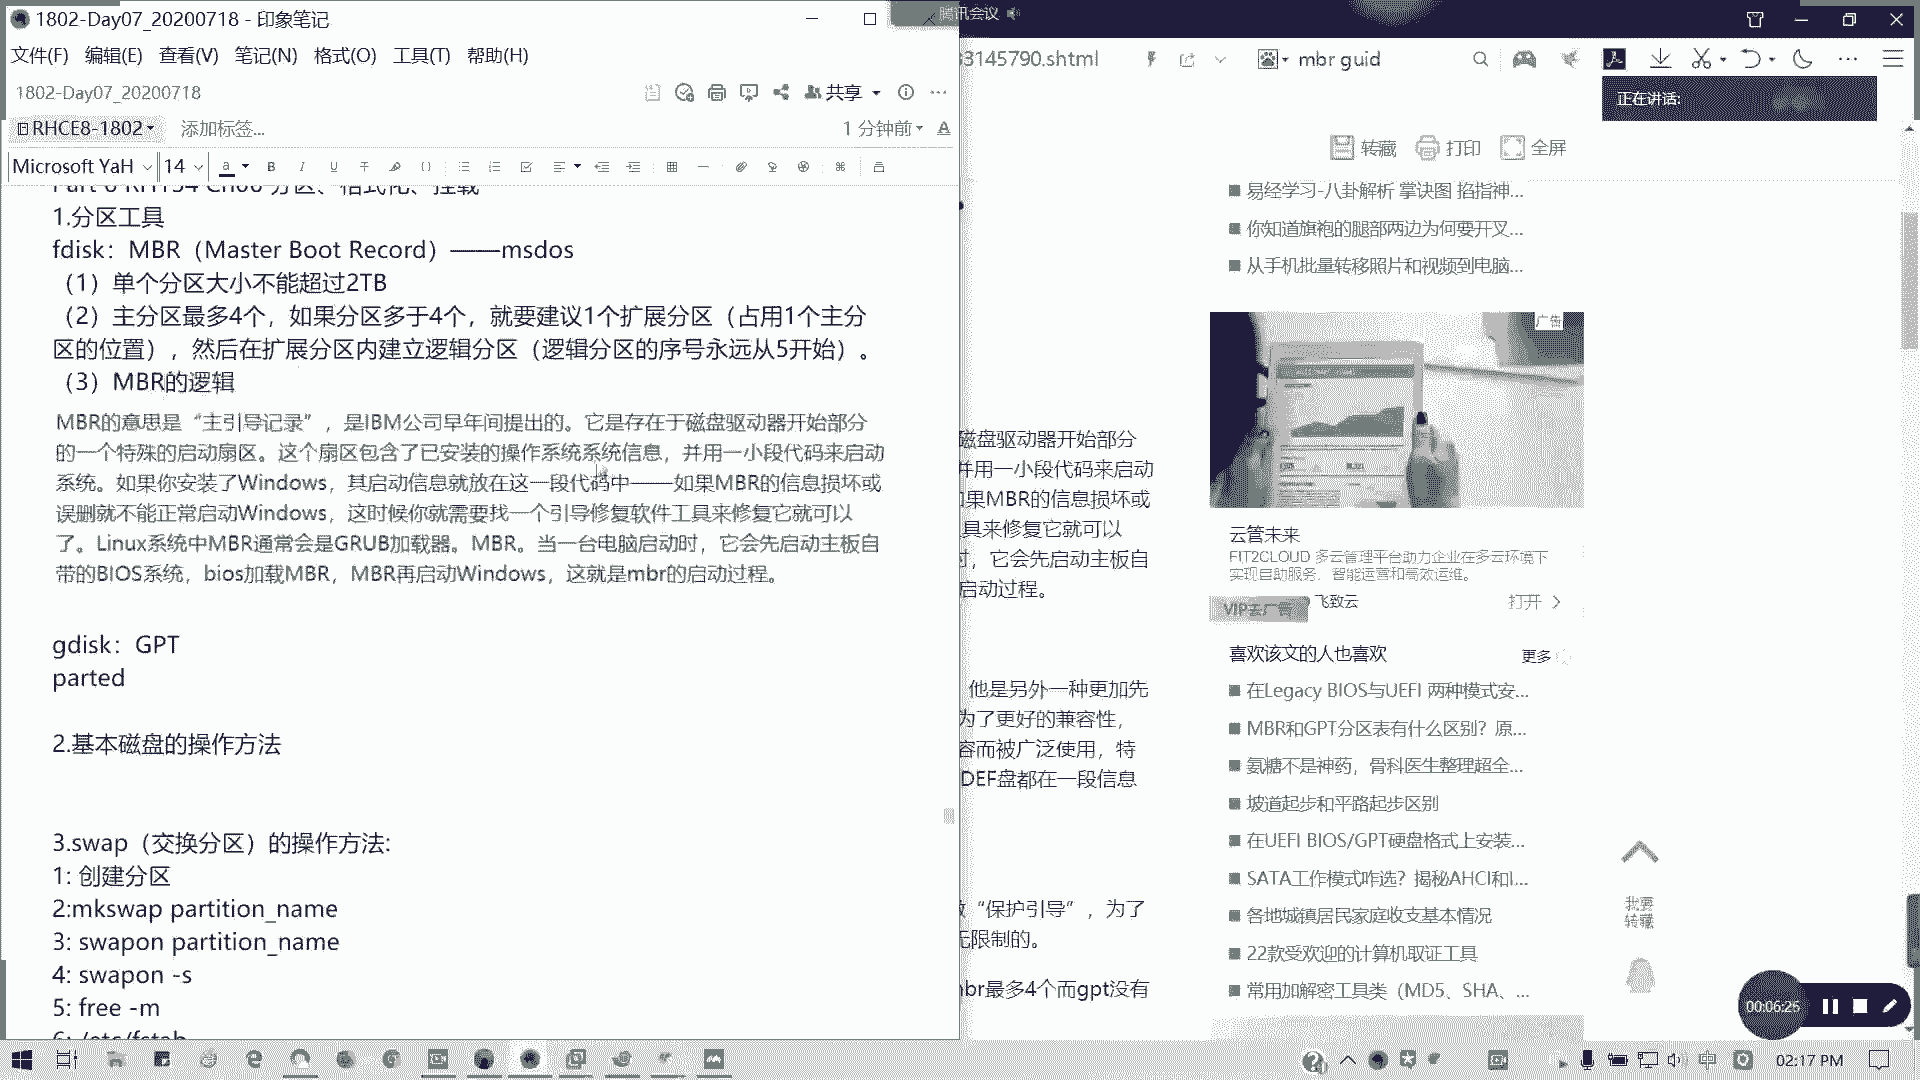 1802-Day07_20200718 - 印象笔记
文件(F) 编辑(E) 查看(V) 笔记(N) 格式(O) 工具(T) 帮助(H)
1802-Day07_20200718
共享
RHCE8-1802
添加标签...
1 分钟前
Microsoft YaH 14
分区、格式化、挂载
1.分区工具
fdisk：MBR（Master Boot Record）——msdos
（1）单个分区大小不能超过2TB
（2）主分区最多4个，如果分区多于4个，就要建议1个扩展分区（占用1个主分
区的位置），然后在扩展分区内建立逻辑分区（逻辑分区的序号永远从5开始）。
（3）MBR的逻辑
MBR的意思是“主引导记录”，是IBM公司早年间提出的。它是存在于磁盘驱动器开始部分
的一个特殊的启动扇区。这个扇区包含了已安装的操作系统系统信息，并用一小段代码来启动
系统。如果你安装了Windows，其启动信息就放在这一段代码中——如果MBR的信息损坏或
误删就不能正常启动Windows，这时候你就需要找一个引导修复软件工具来修复它就可以
了。Linux系统中MBR通常会是GRUB加载器。MBR。当一台电脑启动时，它会先启动主板自
带的BIOS系统，bios加载MBR，MBR再启动Windows，这就是mbr的启动过程。
gdisk：GPT
parted
2.基本磁盘的操作方法
3.swap（交换分区）的操作方法:
1: 创建分区
2:mkswap partition_name
3: swapon partition_name
4: swapon -s
5: free -m
6: /etc/fstab
腾讯会议
33145790.shtml
mbr guid
正在讲话:
转藏 打印 全屏
易经学习-八卦解析 掌诀图 掐指神...
你知道旗袍的腿部两边为何要开叉...
从手机批量转移照片和视频到电脑...
广告
磁盘驱动器开始部分
并用一小段代码来启动
如果MBR的信息损坏或
具来修复它就可以
时，它会先启动主板自
启动过程。
云管未来
FIT2CLOUD 多云管理平台助力企业在多云环境下
实现自助服务、智能运营和高效运维。
VIP去广告 飞致云 打开
喜欢该文的人也喜欢 更多
他是另外一种更加先
为了更好的兼容性，
容而被广泛使用，特
DEF盘都在一段信息
在Legacy BIOS与UEFI 两种模式安...
MBR和GPT分区表有什么区别？原...
氨糖不是神药，骨科医生整理超全...
坡道起步和平路起步区别
在UEFI BIOS/GPT硬盘格式上安装...
SATA工作模式咋选？揭秘AHCI和I...
各地城镇居民家庭收支基本情况
22款受欢迎的计算机取证工具
常用加解密工具类（MD5、SHA、...
“保护引导”，为了
无限制的。
mbr最多4个而gpt没有
我要
转藏
00:06:25
中
02:17 PM